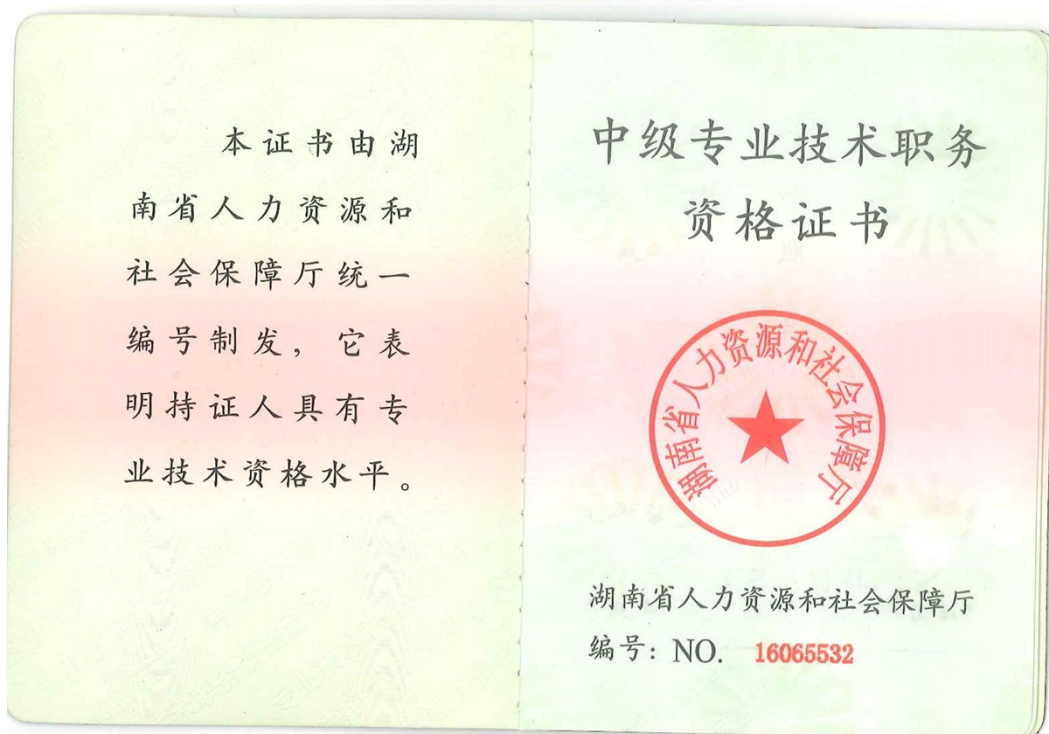 本证书由湖
南省人力资源和
社会保障厅统一
编号制发，它表
明持证人具有专
业技术资格水平。
中级专业技术职务
资格证书
湖南省人力资源和社会保障厅
湖南省人力资源和社会保障厅
编号：NO. 16065532